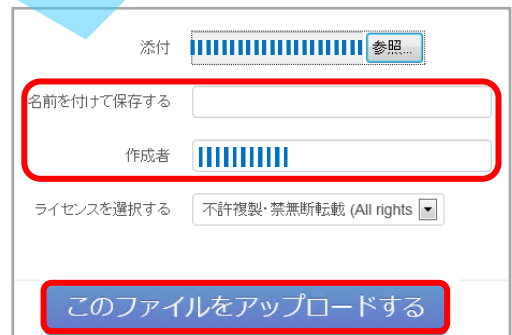 添付 参照...
名前を付けて保存する
作成者
ライセンスを選択する 不許複製・禁無断転載 (All rights
このファイルをアップロードする